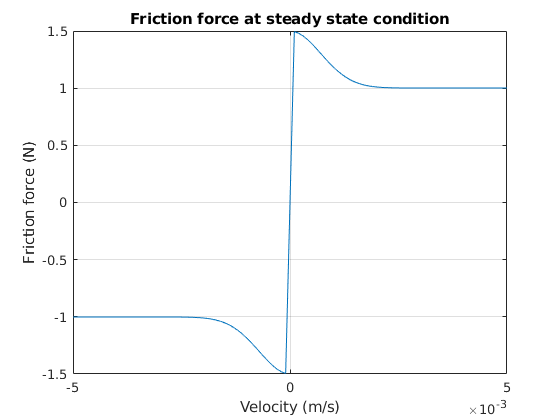 Friction force at steady state condition
1.5
1
0.5
0
-0.5
-1
-1.5
Friction force (N)
-5 0 5
Velocity (m/s)
×10-3